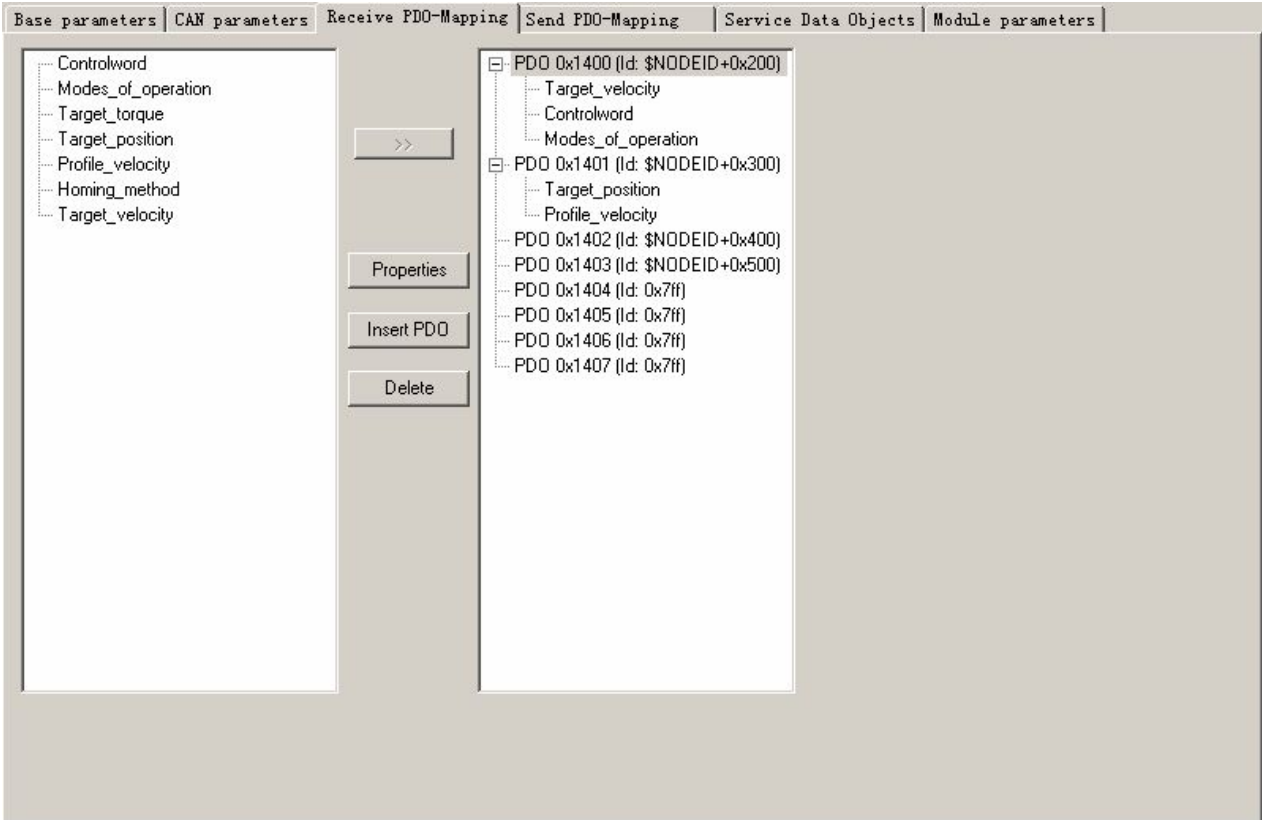 Base parameters CAN parameters Receive PDO-Mapping Send PDO-Mapping Service Data Objects Module parameters
Controlword
Modes_of_operation
Target_torque
Target_position
Profile_velocity
Homing_method
Target_velocity
>>
Properties
Insert PDO
Delete
PDO 0x1400 (Id: $NODEID+0x200)
Target_velocity
Controlword
Modes_of_operation
PDO 0x1401 (Id: $NODEID+0x300)
Target_position
Profile_velocity
PDO 0x1402 (Id: $NODEID+0x400)
PDO 0x1403 (Id: $NODEID+0x500)
PDO 0x1404 (Id: 0x7ff)
PDO 0x1405 (Id: 0x7ff)
PDO 0x1406 (Id: 0x7ff)
PDO 0x1407 (Id: 0x7ff)